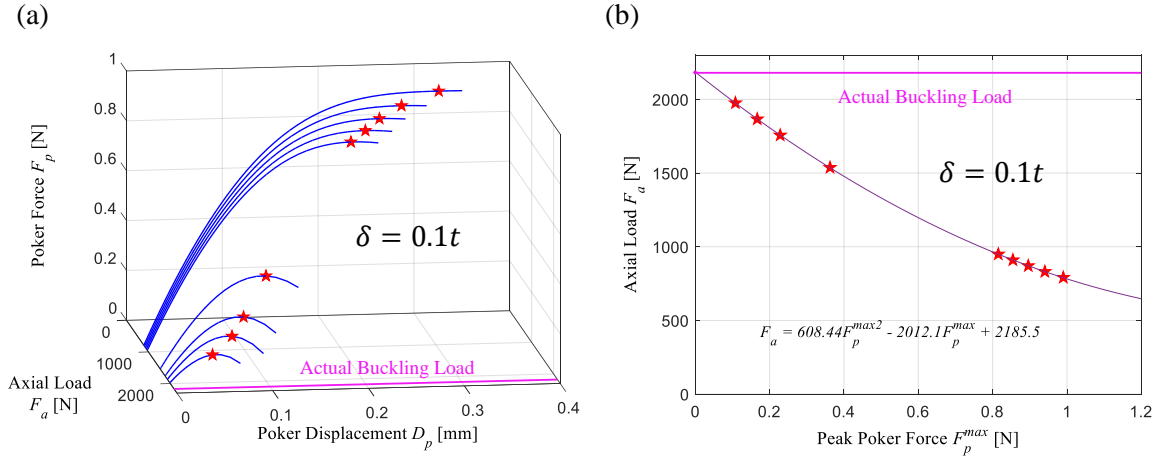 (a)
1
0.8
0.6
0.4
0.2
0
Poker Force F_p [N]
0
1000
2000
Axial Load
F_a [N]
0
0.1
0.2
0.3
0.4
Poker Displacement D_p [mm]
δ = 0.1t
Actual Buckling Load
(b)
2000
1500
1000
500
0
Axial Load F_a [N]
0
0.2
0.4
0.6
0.8
1
1.2
Peak Poker Force F_p^{max} [N]
Actual Buckling Load
δ = 0.1t
F_a = 608.44F_p^{max2} - 2012.1F_p^{max} + 2185.5